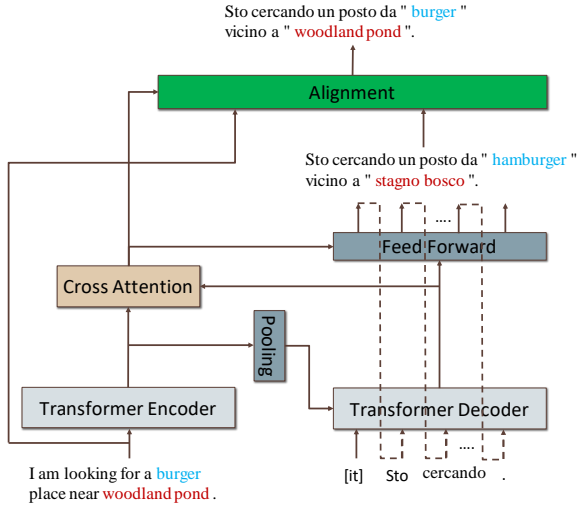 Sto cercando un posto da " burger "
vicino a " woodland pond ".
Alignment
Sto cercando un posto da " hamburger "
vicino a " stagno bosco ".
....
Feed Forward
Cross Attention
Pooling
Transformer Encoder
Transformer Decoder
....
I am looking for a burger
place near woodland pond .
[it] Sto cercando .